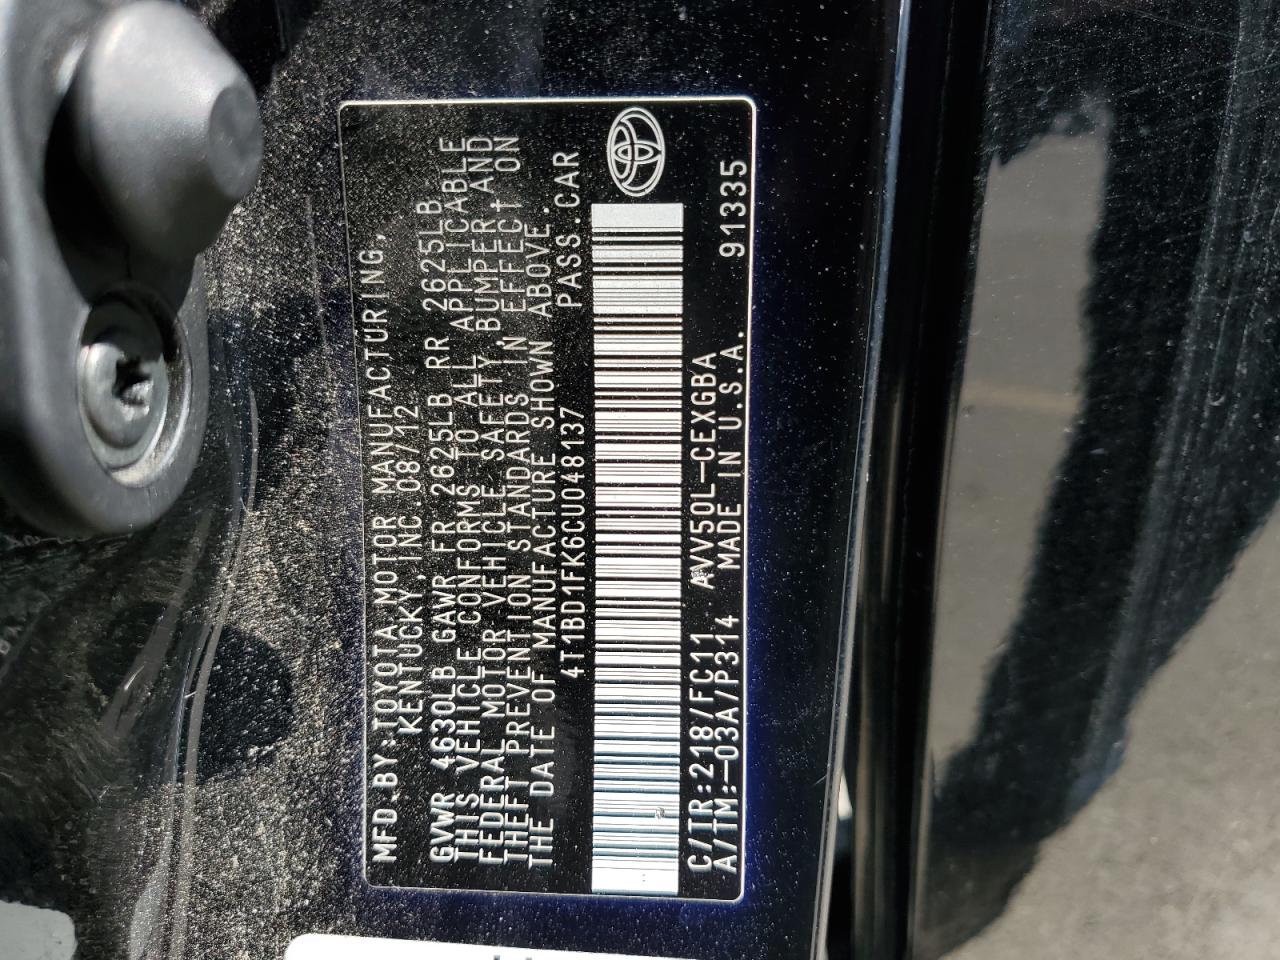 MFD.BY:TOYOTA MOTOR MANUFACTURING,
KENTUCKY,INC. 08/12
GVWR 4630LB GAWR FR 2625LB RR 2625LB
THIS VEHICLE CONFORMS TO ALL APPLICABLE
FEDERAL MOTOR VEHICLE SAFETY, BUMPER, AND
THEFT PREVENTION STANDARDS IN EFFECT ON
THE DATE OF MANUFACTURE SHOWN ABOVE.
4T1BD1FK6CU048137 PASS.CAR
C/TR:218/FC11 AVV50L-CEXGBA
A/TM:-03A/P314 MADE IN U.S.A. 91335